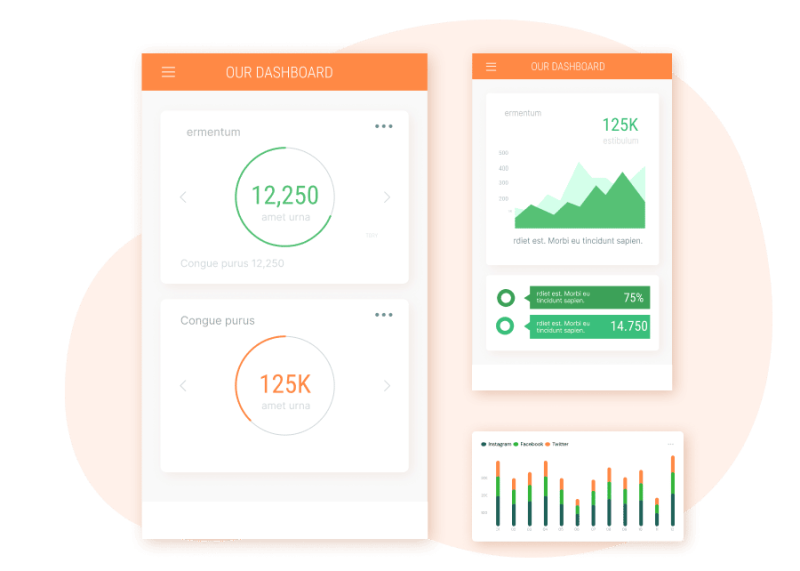 OUR DASHBOARD
ermentum
12,250
amet urna
Congue purus 12,250
Congue purus
125K
amet urna
OUR DASHBOARD
ermentum
125K
estibulum
500
400
300
100
rdiet est. Morbi eu tincidunt sapien.
rdiet est. Morbi eu
tincidunt sapien.
75%
rdiet est. Morbi eu
tincidunt sapien.
14.750
Instagram Facebook Twitter